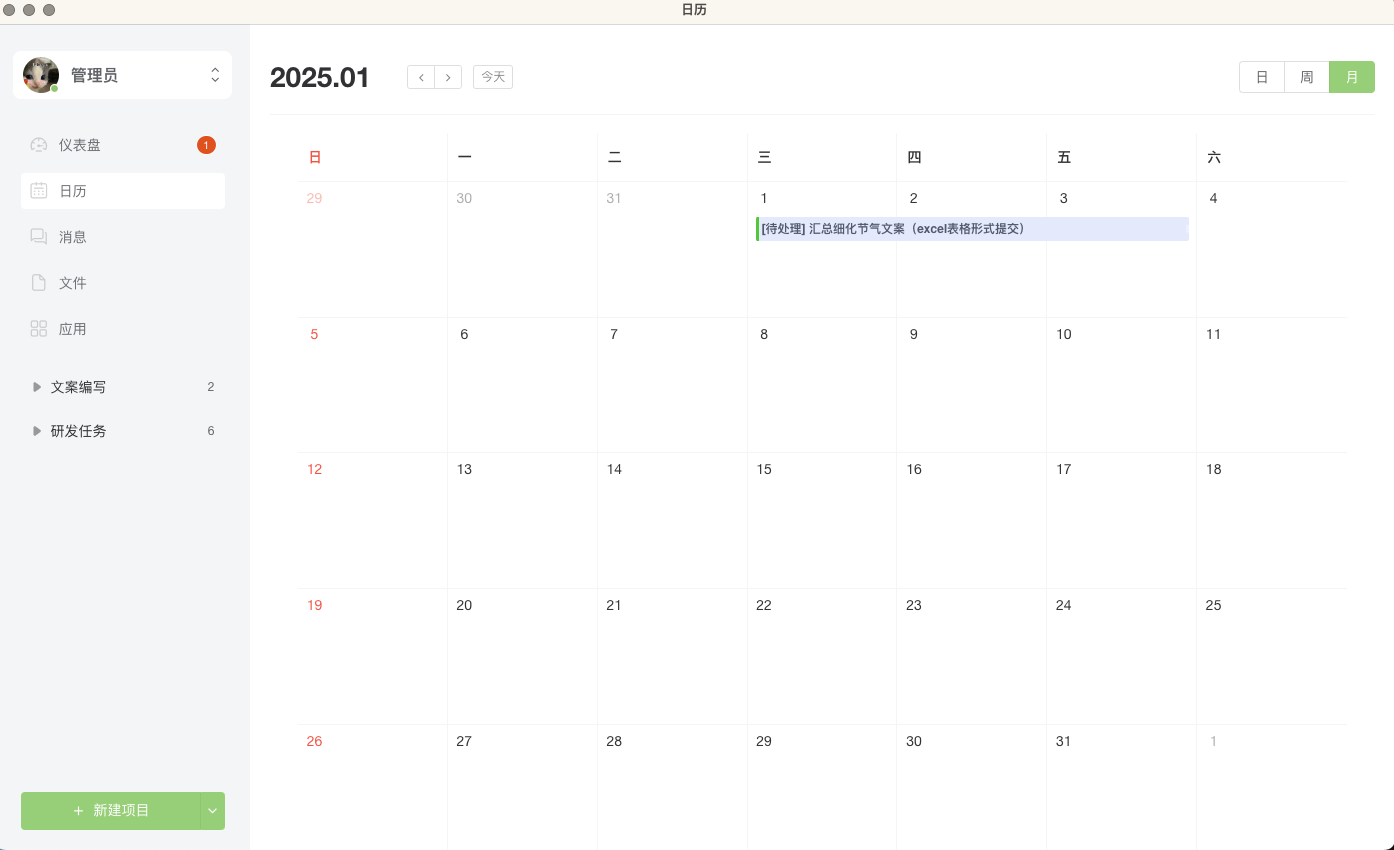 日历
管理员
仪表盘 1
日历
消息
文件
应用
文案编写 2
研发任务 6
+ 新建项目
2025.01 < > 今天 日 周 月
日 一 二 三 四 五 六
29 30 31 1 2 3 4
[待处理] 汇总细化节气文案（excel表格形式提交）
5 6 7 8 9 10 11
12 13 14 15 16 17 18
19 20 21 22 23 24 25
26 27 28 29 30 31 1